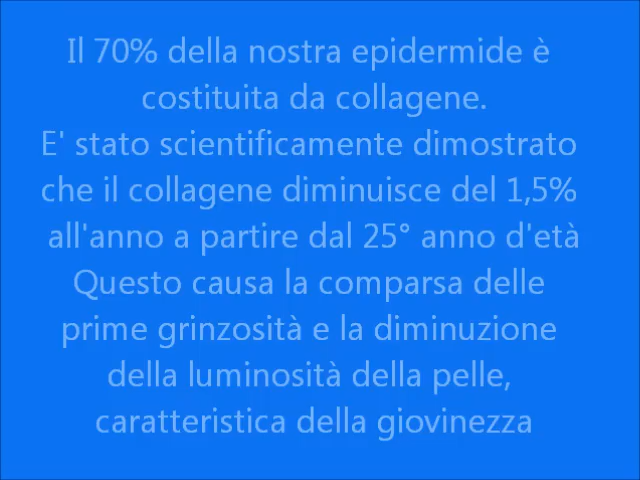 Il 70% della nostra epidermide è
costituita da collagene.
E' stato scientificamente dimostrato
che il collagene diminuisce del 1,5%
all'anno a partire dal 25° anno d'età
Questo causa la comparsa delle
prime grinzosità e la diminuzione
della luminosità della pelle,
caratteristica della giovinezza